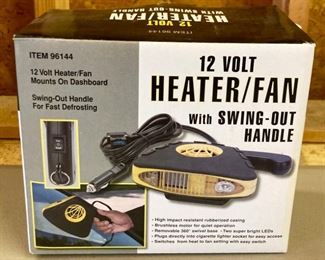 12 VOLT
HEATER/FAN
WITH SWING-OUT
HANDLE
ITEM 96144
ITEM 96144
12 Volt Heater/Fan
Mounts On Dashboard
Swing-Out Handle
For Fast Defrosting
12 VOLT
HEATER/FAN
With SWING-OUT
HANDLE
• High impact resistant rubberized casing
• Brushless motor for quiet operation
• Removable 360° swivel base • Two super bright LEDs
• Plugs directly into cigarette lighter socket for easy access
• Switches from heat to fan setting with easy switch